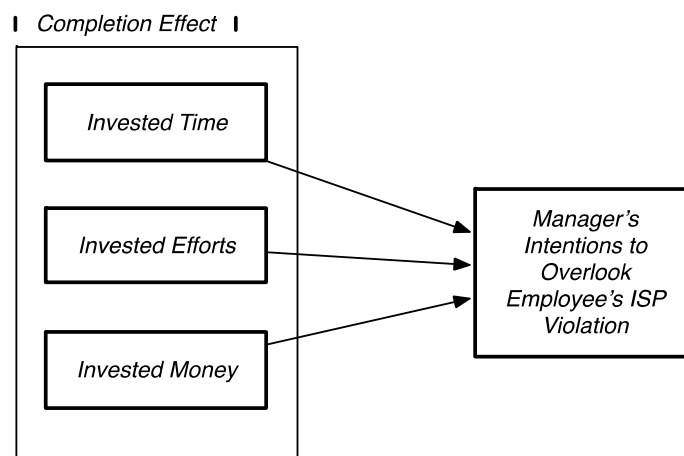 Completion Effect
Invested Time
Invested Efforts
Invested Money
Manager's
Intentions to
Overlook
Employee's ISP
Violation